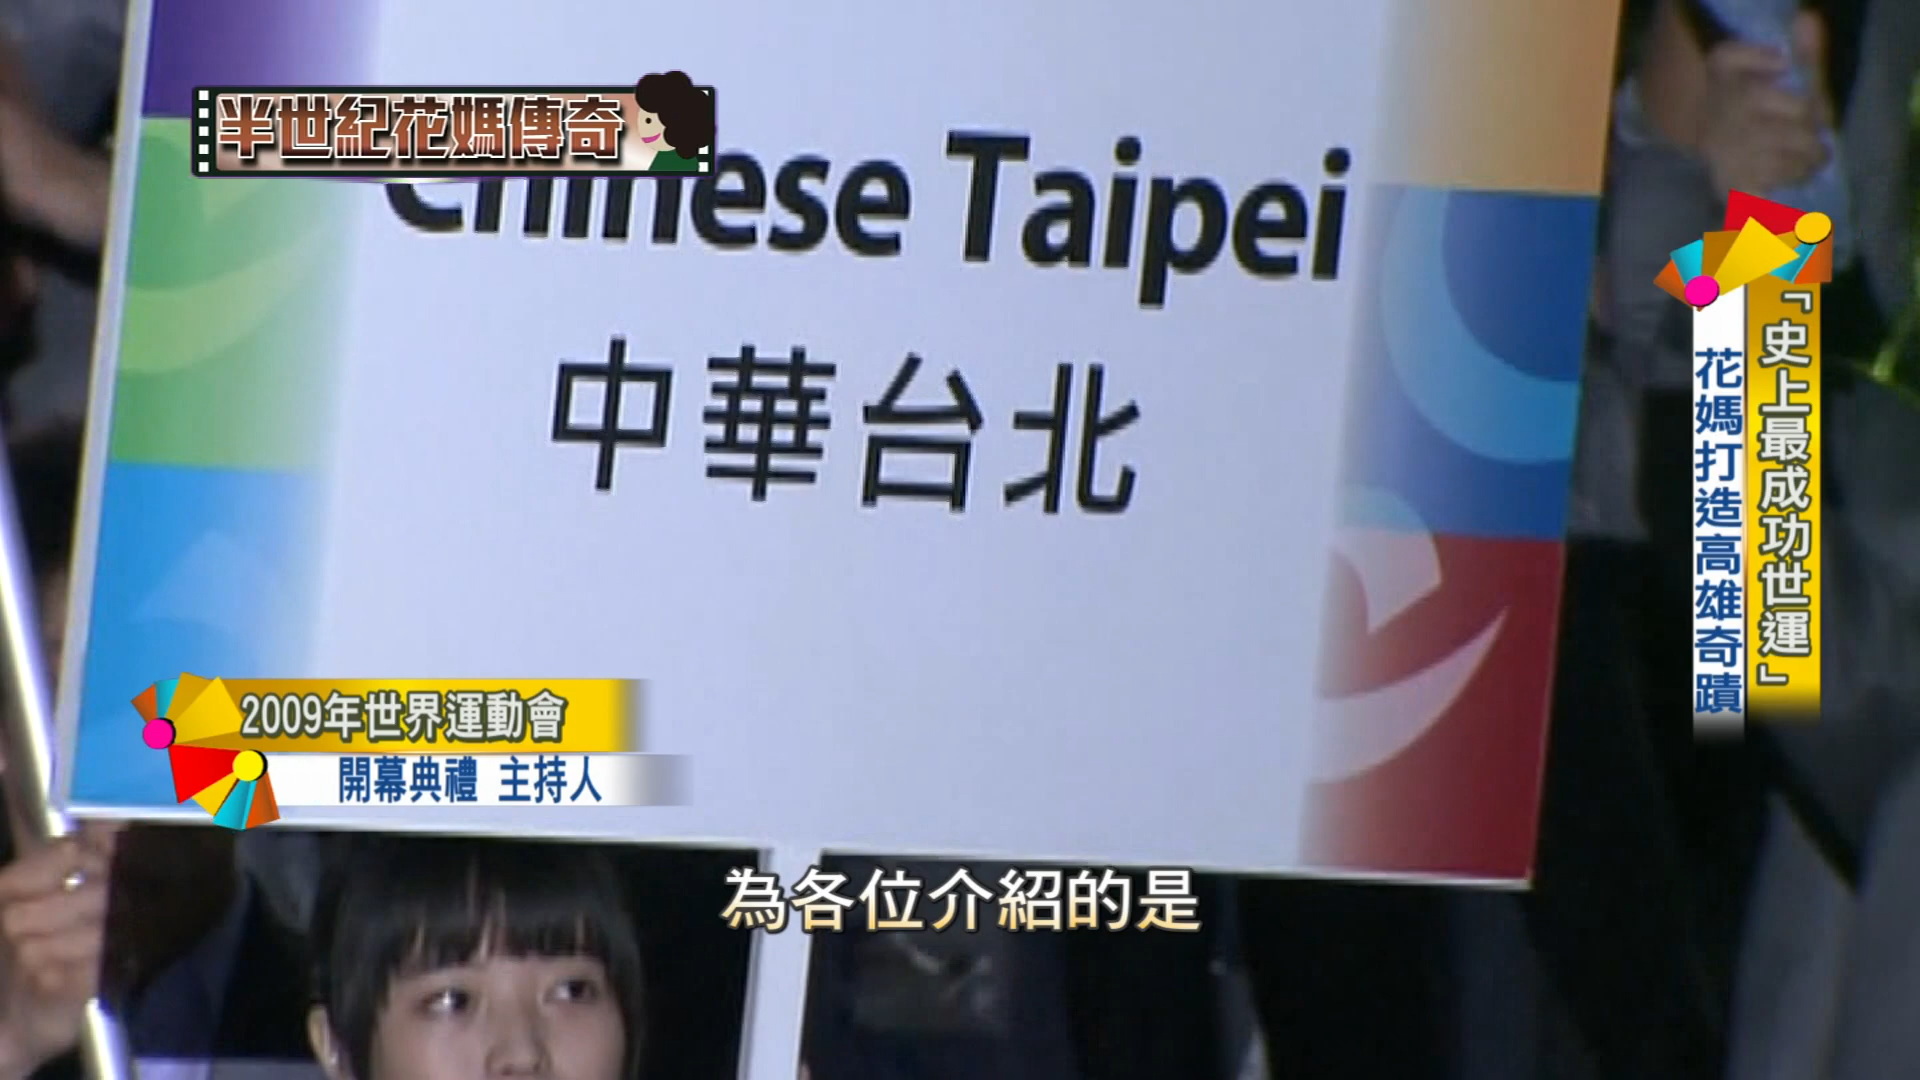 半世紀花媽傳奇
Chinese Taipei
中華台北
「史上最成功世運」
花媽打造高雄奇蹟
2009年世界運動會
開幕典禮 主持人
為各位介紹的是